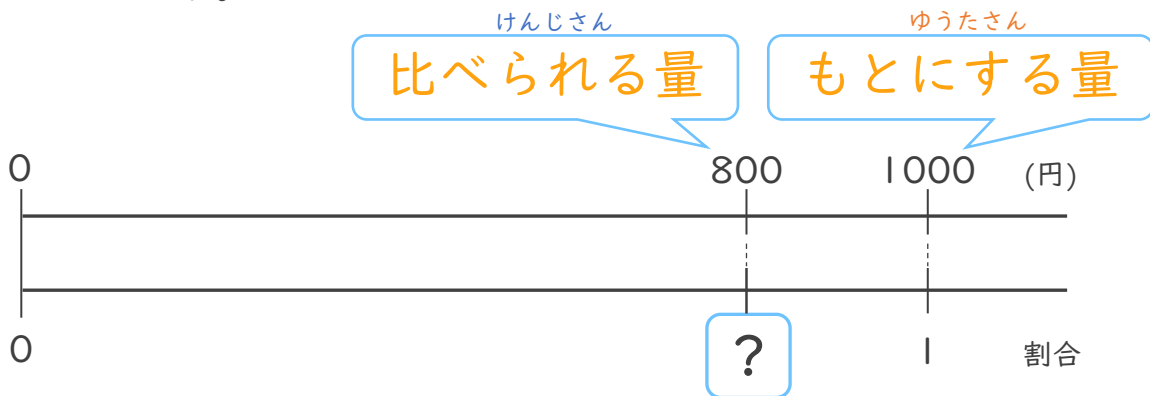 けんじさん ゆうたさん
比べられる量 もとにする量
0 800 1000 (円)
0 ? 1 割合